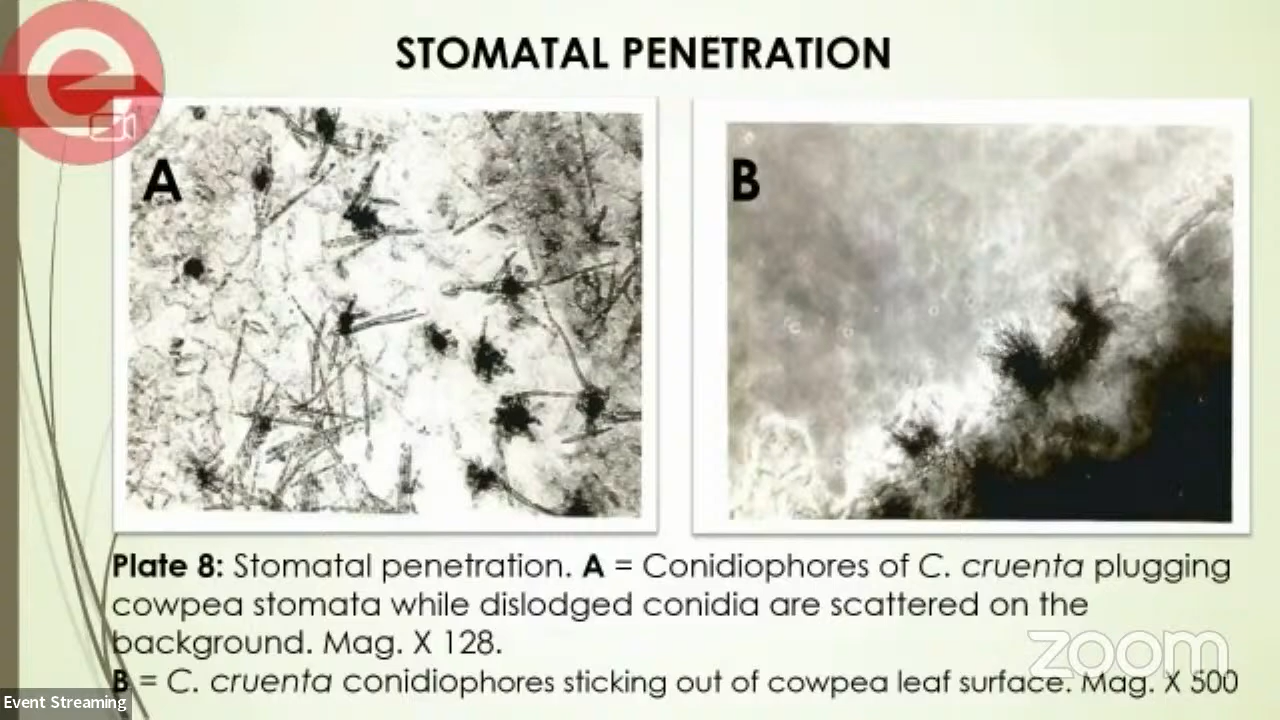 STOMATAL PENETRATION
A
B
Plate 8: Stomatal penetration. A = Conidiophores of C. cruenta plugging
cowpea stomata while dislodged conidia are scattered on the
background. Mag. X 128.
B = C. cruenta conidiophores sticking out of cowpea leaf surface. Mag. X 500
zoom
Event Streaming